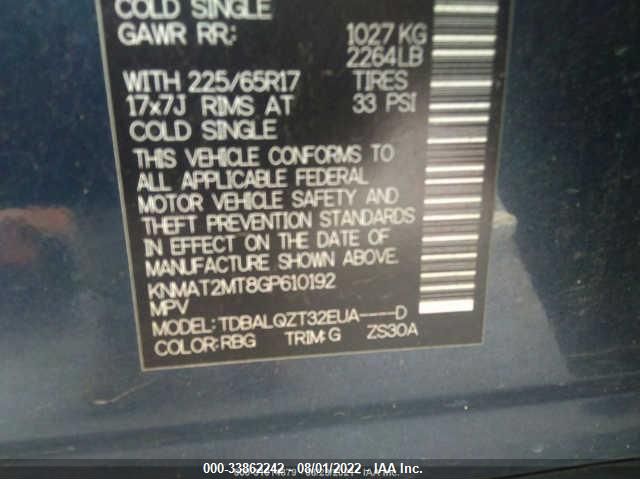 COLD SINGLE
GAWR RR: 1027 KG
2264LB
WITH 225/65R17 TIRES
17x7J RIMS AT 33 PSI
COLD SINGLE
THIS VEHICLE CONFORMS TO
ALL APPLICABLE FEDERAL
MOTOR VEHICLE SAFETY AND
THEFT PREVENTION STANDARDS
IN EFFECT ON THE DATE OF
MANUFACTURE SHOWN ABOVE.
KNMAT2MT8GP610192
MPV
MODEL: TDBALQZT32EUA----D
COLOR:RBG TRIM:G ZS30A
000-33862242 - 08/01/2022 - IAA Inc.